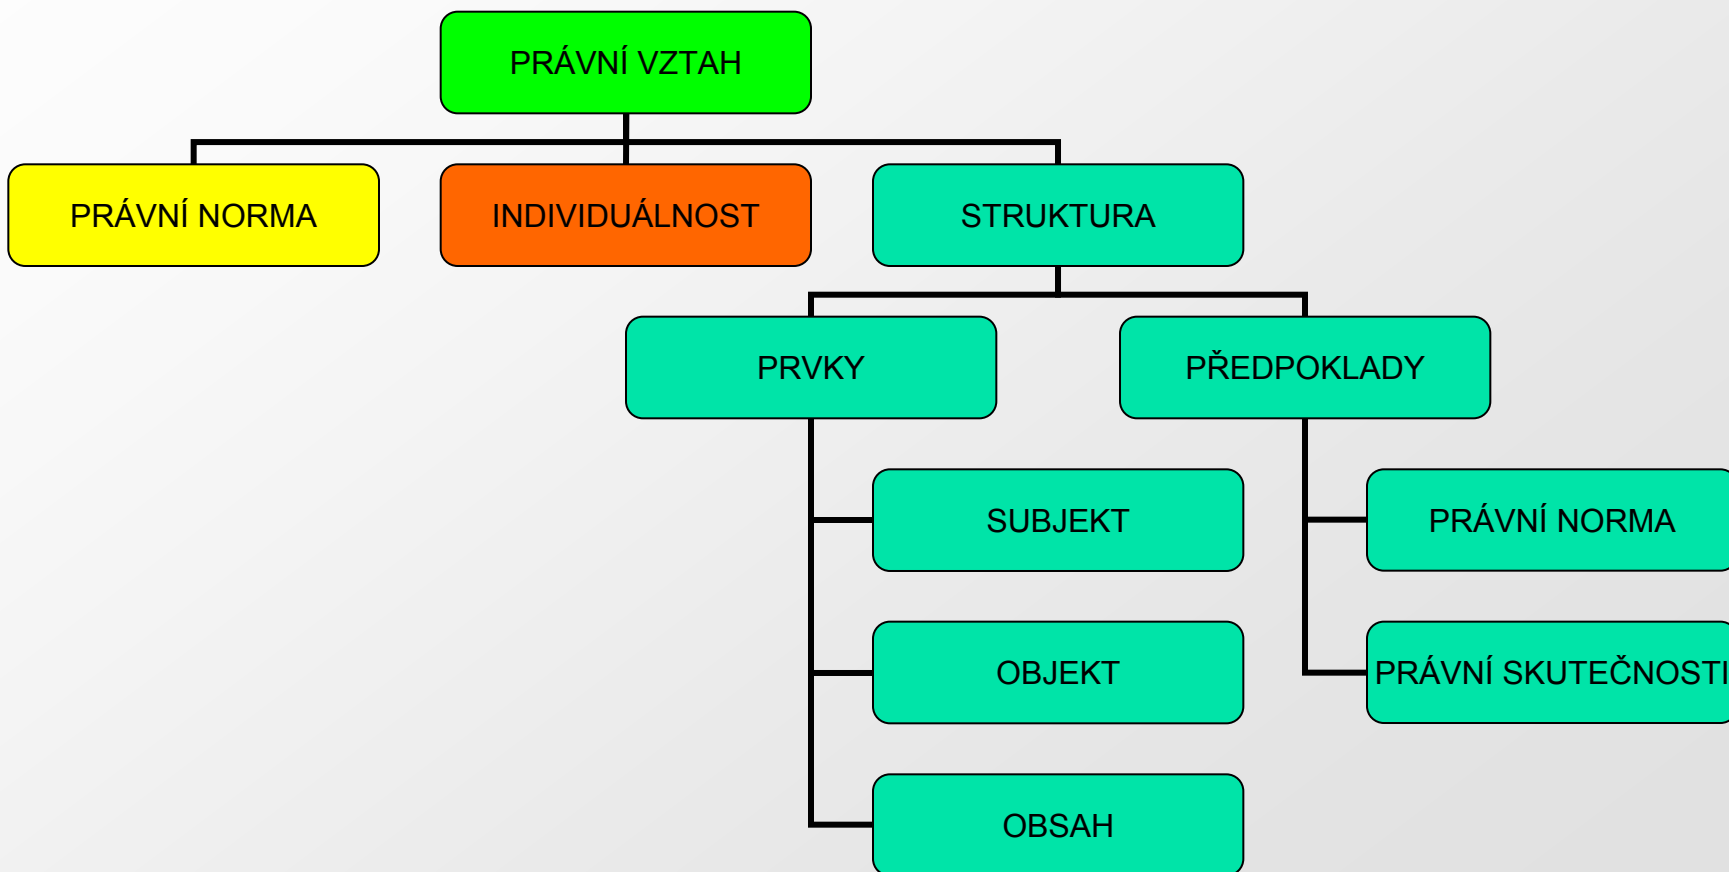 PRÁVNÍ VZTAH
PRÁVNÍ NORMA
INDIVIDUÁLNOST
STRUKTURA
PRVKY
PŘEDPOKLADY
SUBJEKT
PRÁVNÍ NORMA
OBJEKT
PRÁVNÍ SKUTEČNOSTI
OBSAH